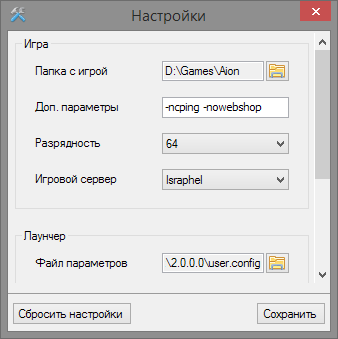 Настройки
Игра
Папка с игрой D:\Games\Aion
Доп. параметры -ncping -nowebshop
Разрядность 64
Игровой сервер Israphel
Лаунчер
Файл параметров \2.0.0.0\user.config
Сбросить настройки Сохранить